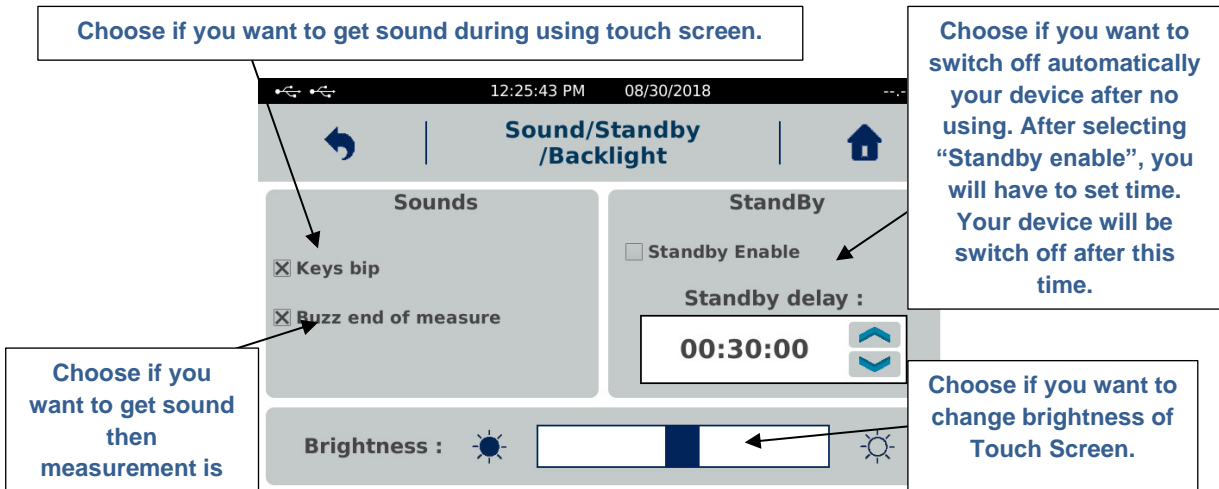 Choose if you want to get sound during using touch screen.
Choose if you want to
switch off automatically
your device after no
using. After selecting
“Standby enable”, you
will have to set time.
Your device will be
switch off after this
time.
12:25:43 PM 08/30/2018 --.-
Sound/Standby
/Backlight
Sounds
Keys bip
Buzz end of measure
StandBy
Standby Enable
Standby delay :
00:30:00
Choose if you
want to get sound
then
measurement is
Brightness :
Choose if you want to
change brightness of
Touch Screen.